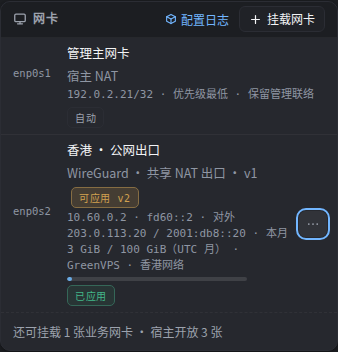 网卡 配置日志 + 挂载网卡
enp0s1
管理主网卡
宿主 NAT
192.0.2.21/32 · 优先级最低 · 保留管理联络
自动
enp0s2
香港 · 公网出口
WireGuard · 共享 NAT 出口 · v1
可应用 v2
10.60.0.2 · fd60::2 · 对外
203.0.113.20 / 2001:db8::20 · 本月
3 GiB / 100 GiB（UTC 月） ·
GreenVPS · 香港网络
已应用
还可挂载 1 张业务网卡 · 宿主开放 3 张